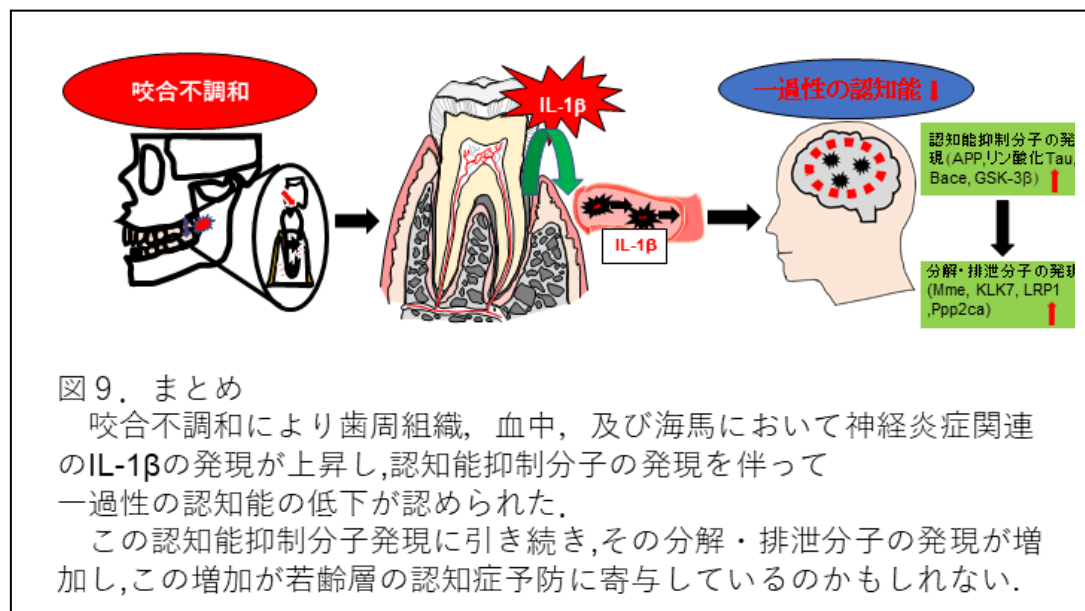 咬合不調和
IL-1β
IL-1β
一過性の認知能⬇
認知能抑制分子の発
現(APP,リン酸化Tau,
Bace, GSK-3β)
分解・排泄分子の発現
(Mme, KLK7, LRP1
,Ppp2ca)
図9．まとめ
咬合不調和により歯周組織，血中，及び海馬において神経炎症関連
のIL-1βの発現が上昇し,認知能抑制分子の発現を伴って
一過性の認知能の低下が認められた.
この認知能抑制分子発現に引き続き,その分解・排泄分子の発現が増
加し,この増加が若齢層の認知症予防に寄与しているのかもしれない.